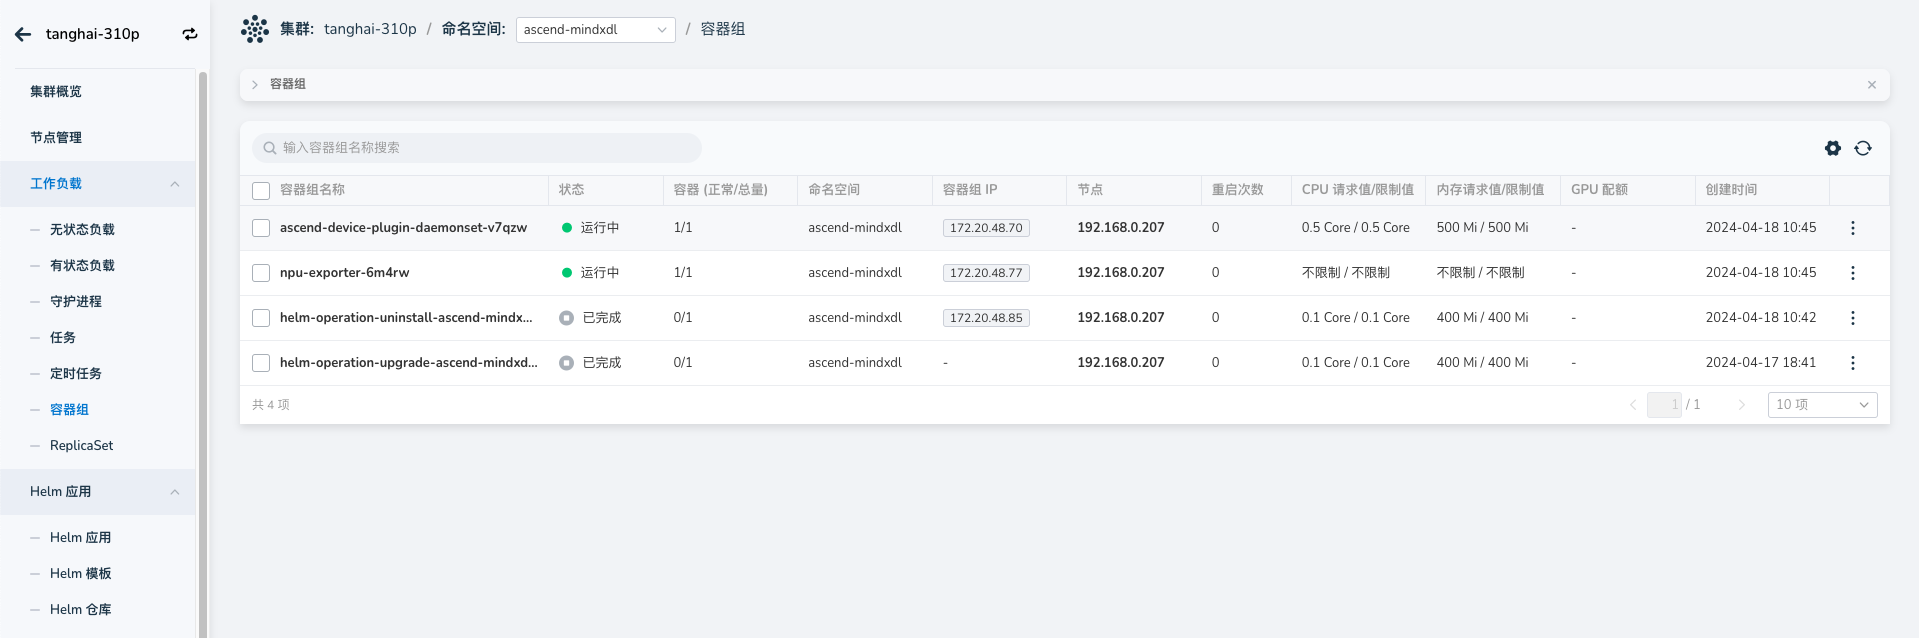 tanghai-310p
集群概览
节点管理
工作负载
无状态负载
有状态负载
守护进程
任务
定时任务
容器组
ReplicaSet
Helm 应用
Helm 应用
Helm 模板
Helm 仓库
集群: tanghai-310p / 命名空间: ascend-mindxdl / 容器组
容器组
输入容器组名称搜索
容器组名称 状态 容器 (正常/总量) 命名空间 容器组 IP 节点 重启次数 CPU 请求值/限制值 内存请求值/限制值 GPU 配额 创建时间
ascend-device-plugin-daemonset-v7qzw 运行中 1/1 ascend-mindxdl 172.20.48.70 192.168.0.207 0 0.5 Core / 0.5 Core 500 Mi / 500 Mi - 2024-04-18 10:45
npu-exporter-6m4rw 运行中 1/1 ascend-mindxdl 172.20.48.77 192.168.0.207 0 不限制 / 不限制 不限制 / 不限制 - 2024-04-18 10:45
helm-operation-uninstall-ascend-mindx... 已完成 0/1 ascend-mindxdl 172.20.48.85 192.168.0.207 0 0.1 Core / 0.1 Core 400 Mi / 400 Mi - 2024-04-18 10:42
helm-operation-upgrade-ascend-mindxd... 已完成 0/1 ascend-mindxdl - 192.168.0.207 0 0.1 Core / 0.1 Core 400 Mi / 400 Mi - 2024-04-17 18:41
共 4 项 1 / 1 10 项